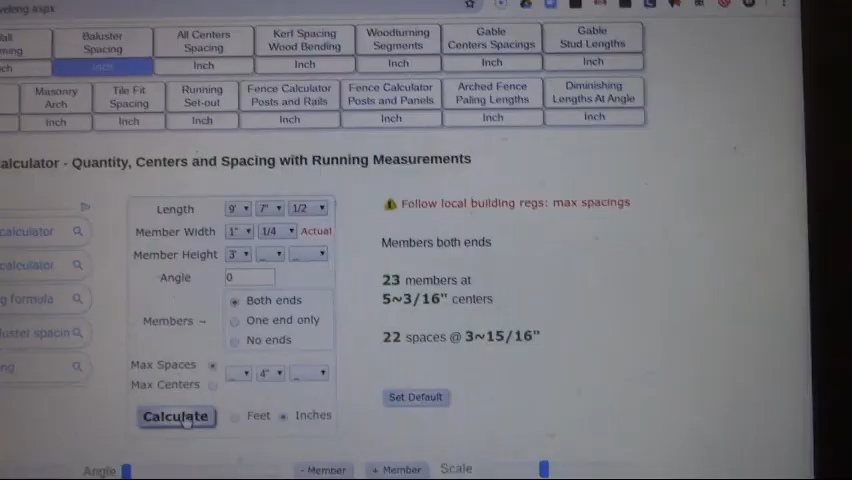 veleng.aspx
Baluster
Spacing
Inch
All Centers
Spacing
Inch
Kerf Spacing
Wood Bending
Inch
Woodturning
Segments
Inch
Gable
Centers Spacings
Inch
Gable
Stud Lengths
Inch
Masonry
Arch
Inch
Tile Fit
Spacing
Inch
Running
Set-out
Inch
Fence Calculator
Posts and Rails
Inch
Fence Calculator
Posts and Panels
Inch
Arched Fence
Paling Lengths
Inch
Diminishing
Lengths At Angle
Inch
alculator - Quantity, Centers and Spacing with Running Measurements
calculator
calculator
g formula
luster spacin
ng
Length 9' 7" 1/2
Member Width 1" 1/4 Actual
Member Height 3' _ _
Angle 0
Members →
Both ends
One end only
No ends
Max Spaces
Max Centers
_ 4" _
Calculate Feet Inches
! Follow local building regs: max spacings
Members both ends
23 members at
5~3/16" centers
22 spaces @ 3~15/16"
Set Default
Angle - Member + Member Scale